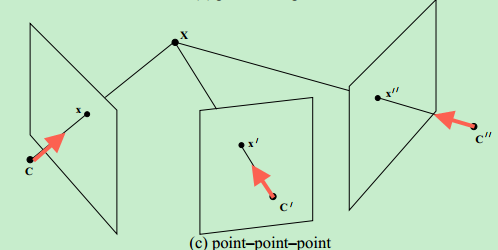 X
x
x′
x″
C
C′
C″
(c) point–point–point